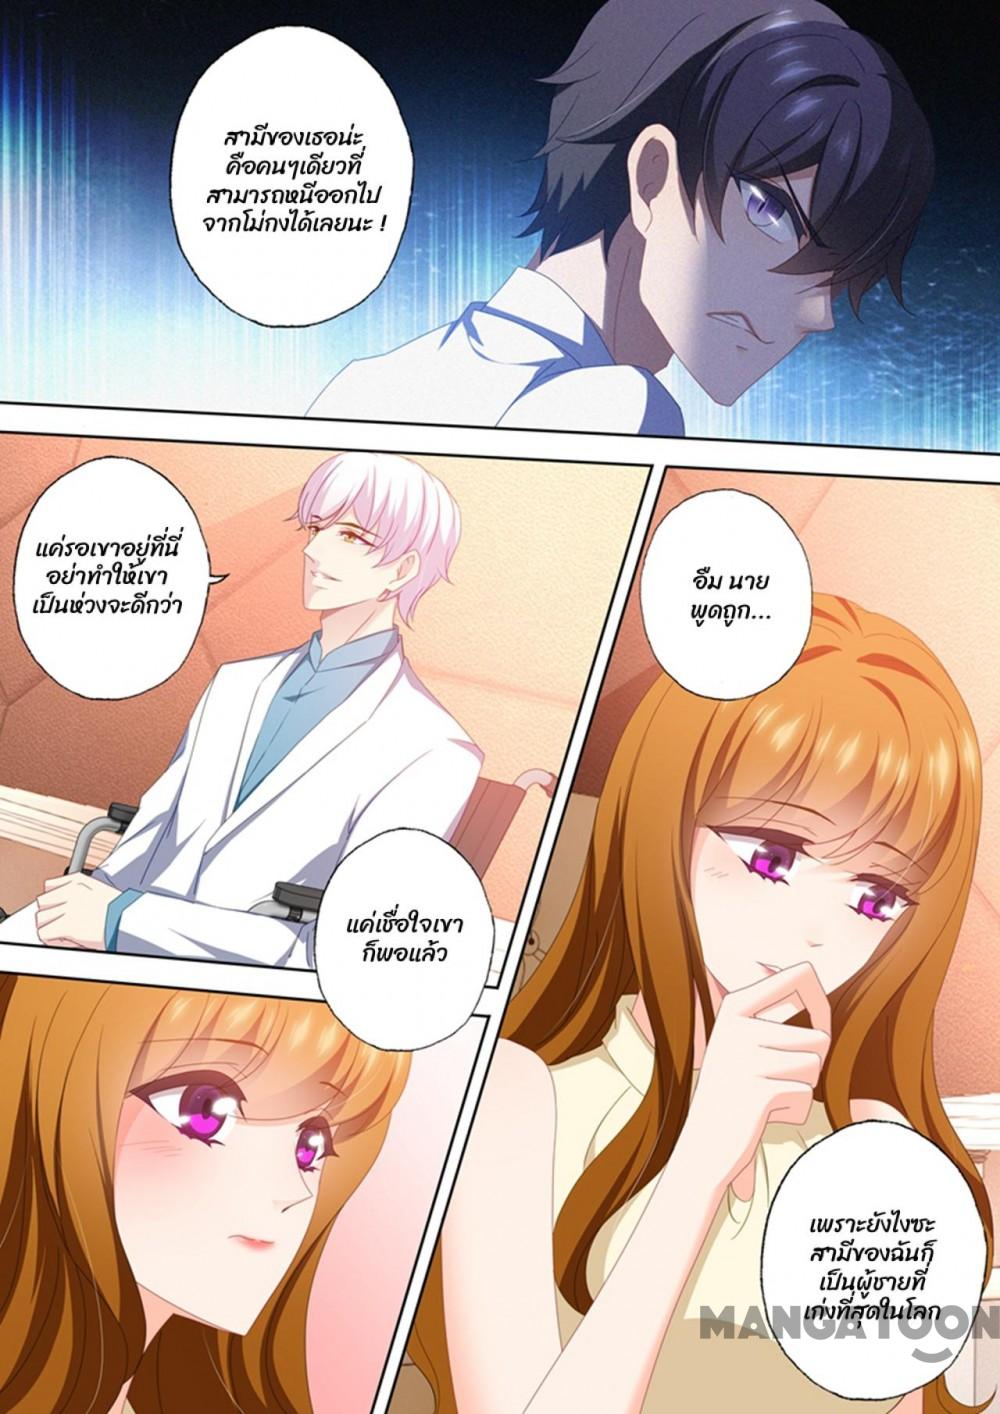 สามีของเธอน่ะ
คือคนๆเดียวที่
สามารถหนีออกไป
จากโม่กงได้เลยนะ !
แค่รอเขาอยู่ที่นี่
อย่าทำให้เขา
เป็นห่วงจะดีกว่า
อืม นาย
พูดถูก...
แค่เชื่อใจเขา
ก็พอแล้ว
เพราะยังไงซะ
สามีของฉันก็
เป็นผู้ชายที่
เก่งที่สุดในโลก
MANGATOON